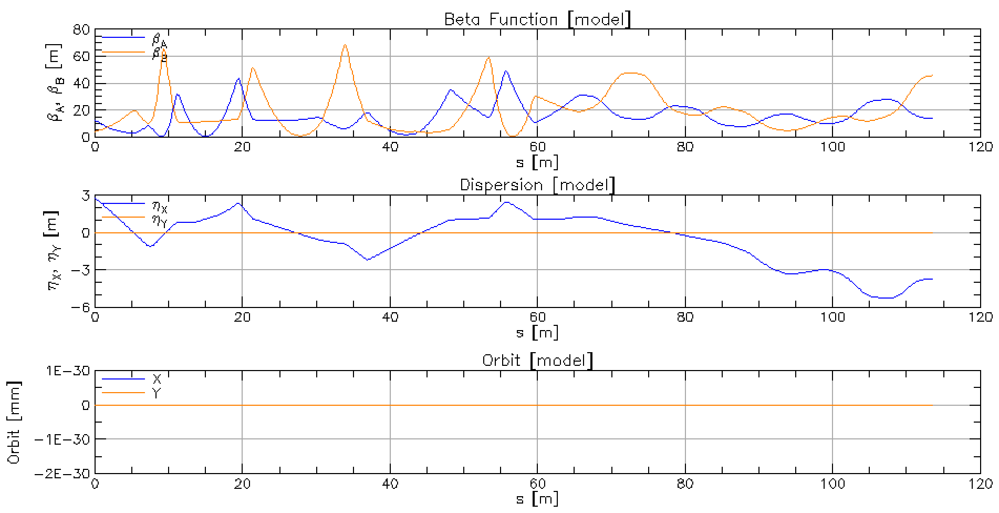 Beta Function [model]
80
60
40
20
0
β_A, β_B [m]
β_A
β_B
0 20 40 60 80 100 120
s [m]
Dispersion [model]
3
0
−3
−6
η_X, η_Y [m]
η_X
η_Y
0 20 40 60 80 100 120
s [m]
Orbit [model]
1E−30
0
−1E−30
−2E−30
Orbit [mm]
X
Y
0 20 40 60 80 100 120
s [m]